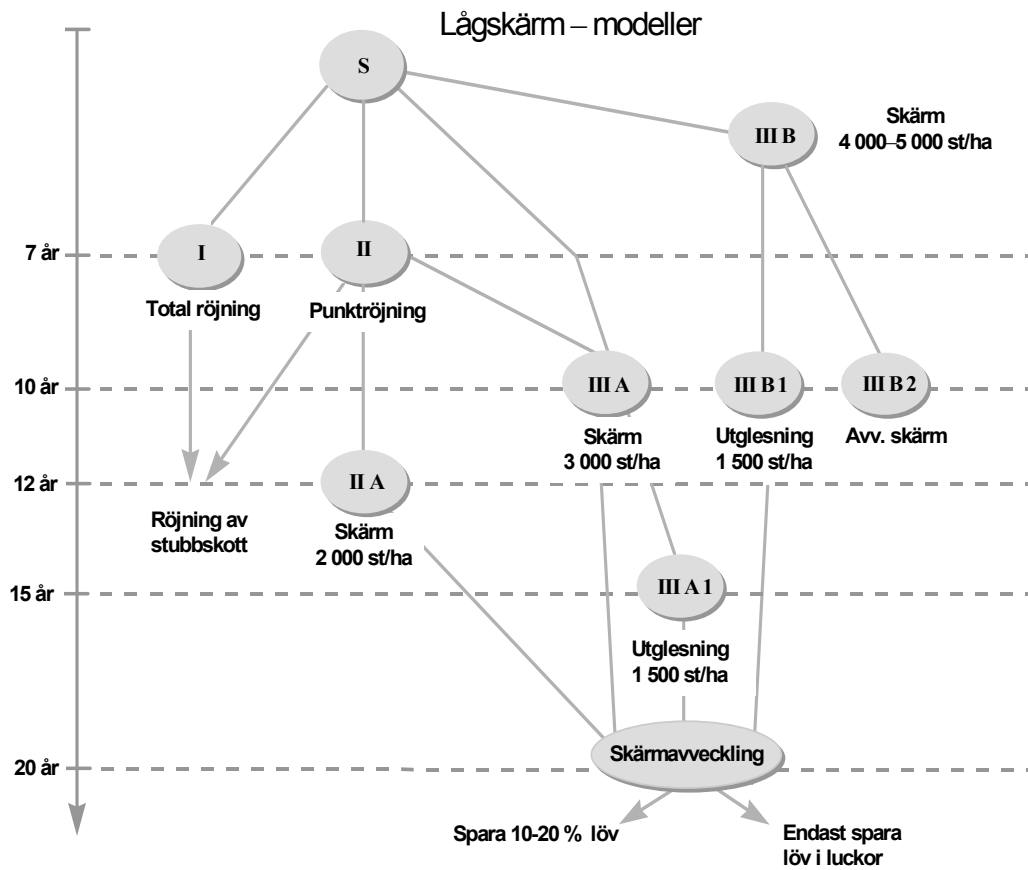 Lågskärm – modeller
S
III B
Skärm
4 000–5 000 st/ha
7 år
I
II
Total röjning
Punktröjning
10 år
III A
III B 1
III B 2
Skärm
3 000 st/ha
Utglesning
1 500 st/ha
Avv. skärm
12 år
II A
Röjning av
stubbskott
Skärm
2 000 st/ha
15 år
III A 1
Utglesning
1 500 st/ha
20 år
Skärmavveckling
Spara 10-20 % löv
Endast spara
löv i luckor